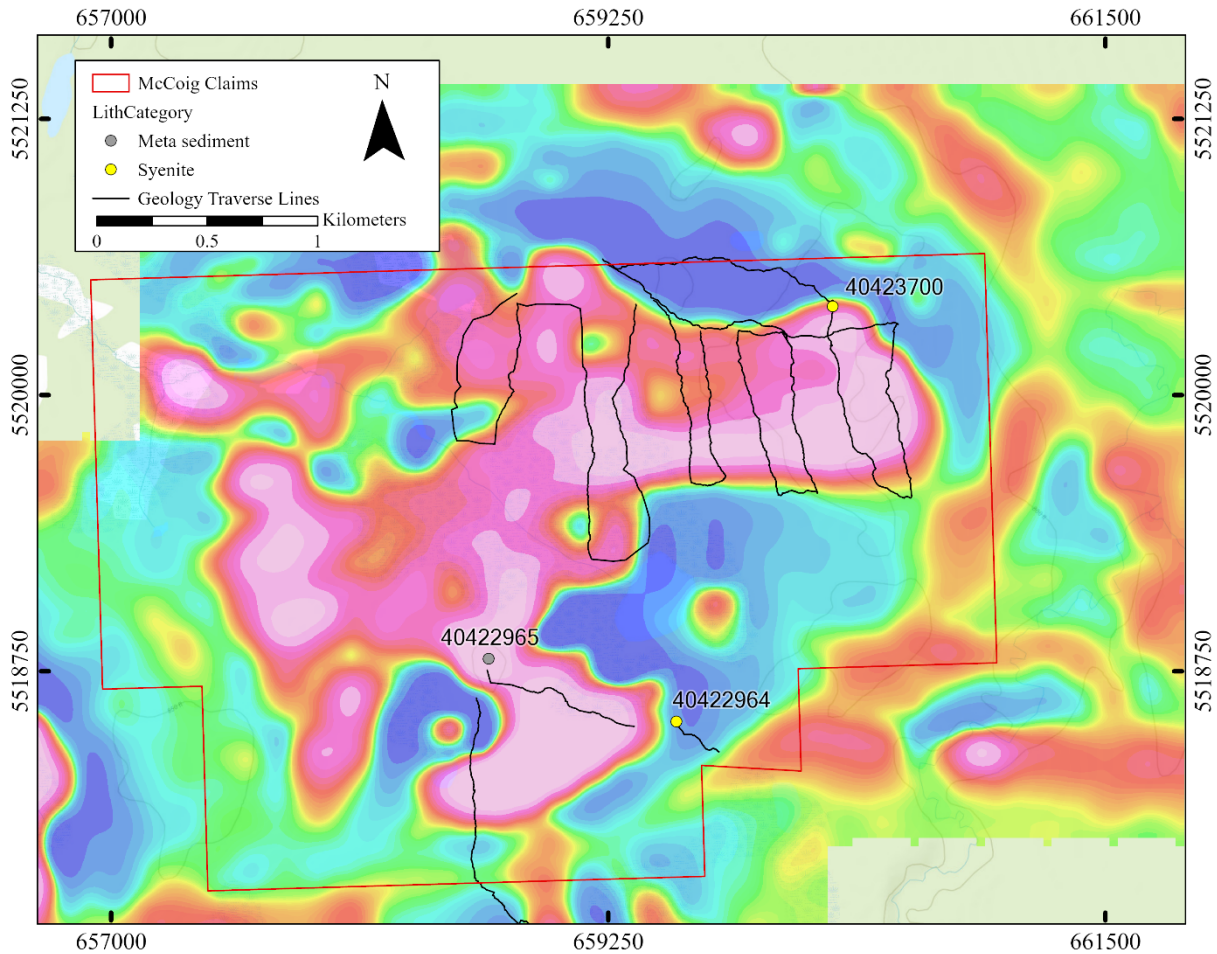 657000 659250 661500
McCoig Claims
LithCategory
Meta sediment
Syenite
Geology Traverse Lines
Kilometers
0 0.5 1
N
5521250
5521250
40423700
5520000
5520000
40422965
5518750
5518750
40422964
657000 659250 661500